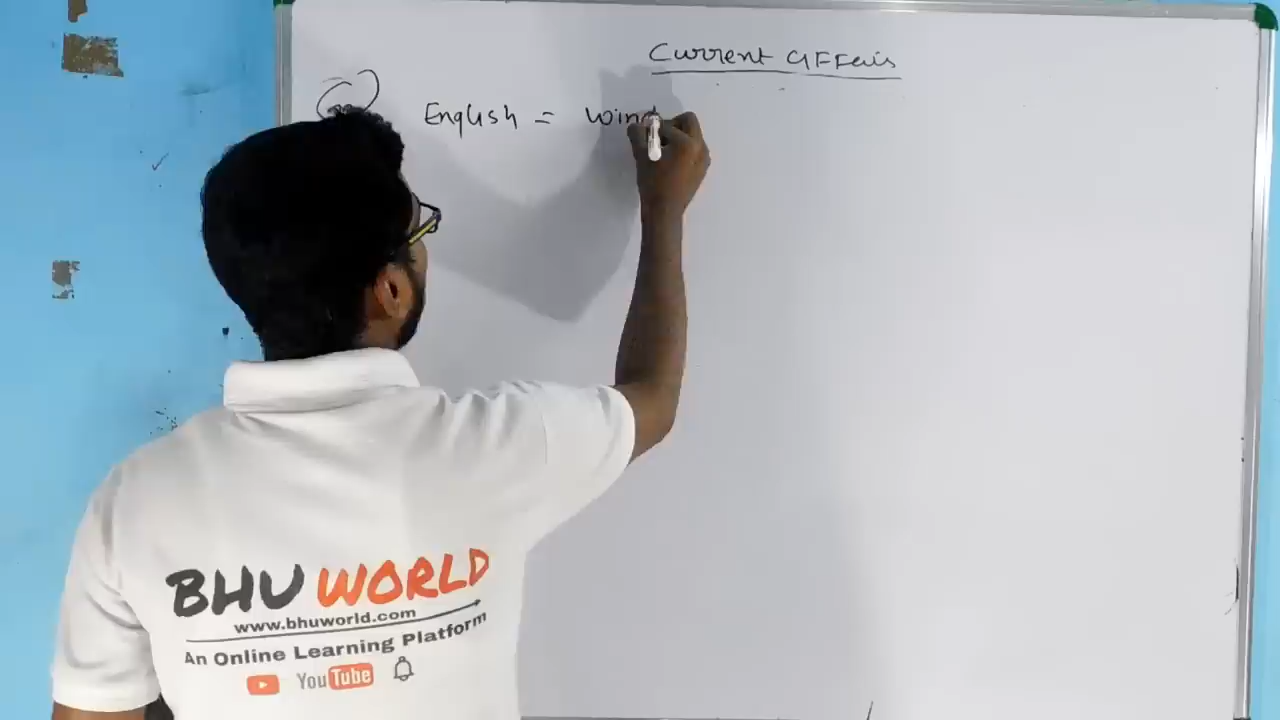 Current Affairs
English = Wind
BHU WORLD
www.bhuworld.com
An Online Learning Platform
YouTube